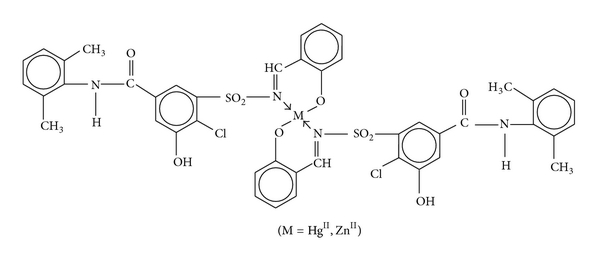 CH₃
O
HC
N
C
SO₂
N
O
H
CH₃
Cl
OH
M
O
N
SO₂
CH
Cl
OH
O
C
N
H
H₃C
CH₃
(M = Hgᴵᴵ, Znᴵᴵ)